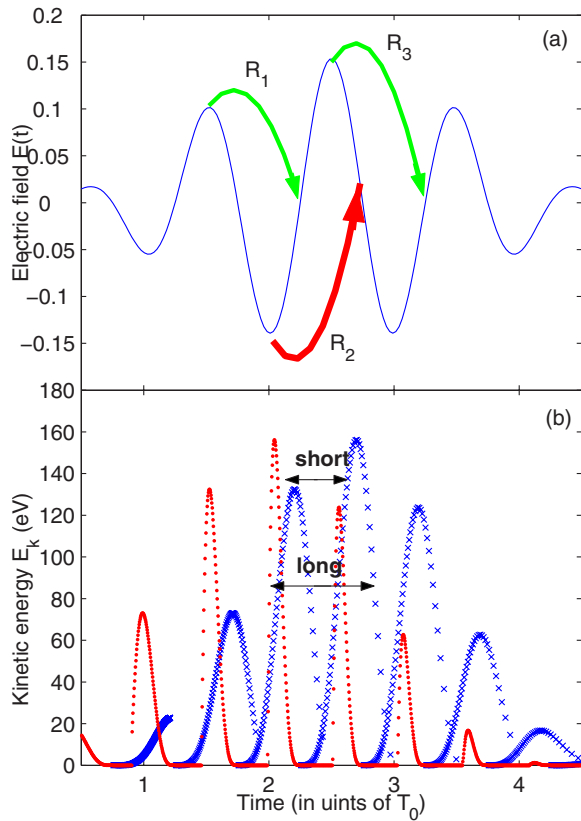 (a)
R1
R3
R2
Electric field E(t)
0.2
0.15
0.1
0.05
0
−0.05
−0.1
−0.15
180
(b)
short
long
Kinetic energy Ek (eV)
160
140
120
100
80
60
40
20
0
1
2
3
4
Time (in uints of T0)